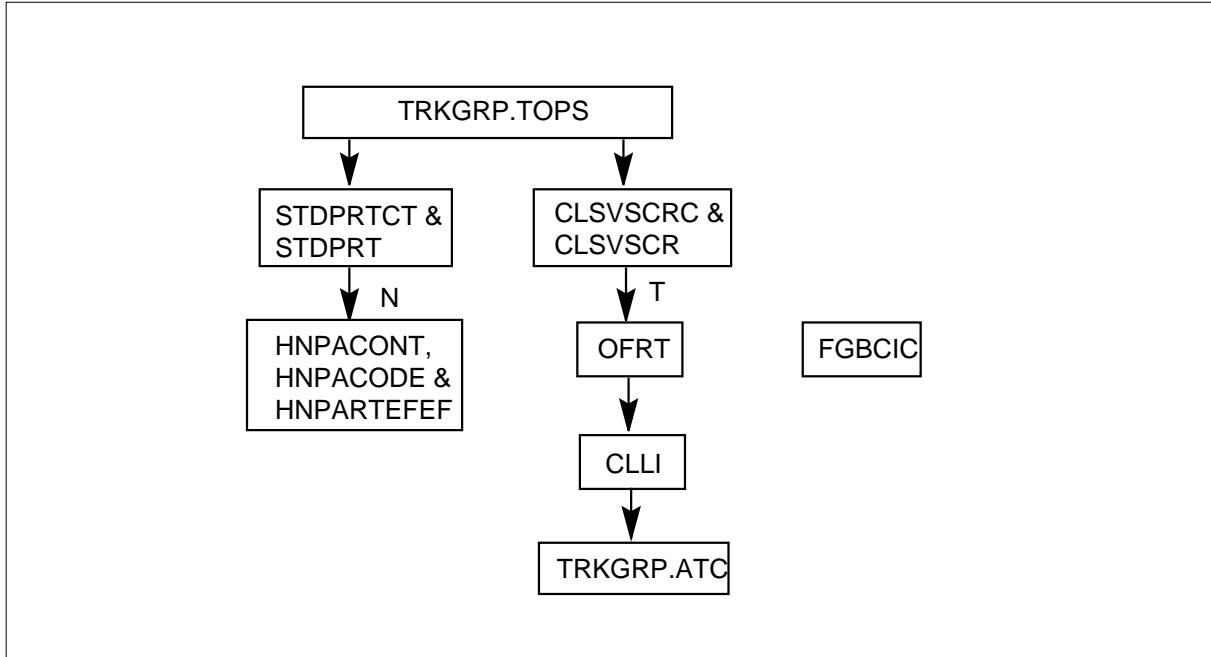 TRKGRP.TOPS
STDPRTCT &
STDPRT
CLSVSCRC &
CLSVSCR
N
T
HNPACONT,
HNPACODE &
HNPARTEFEF
OFRT
FGBCIC
CLLI
TRKGRP.ATC